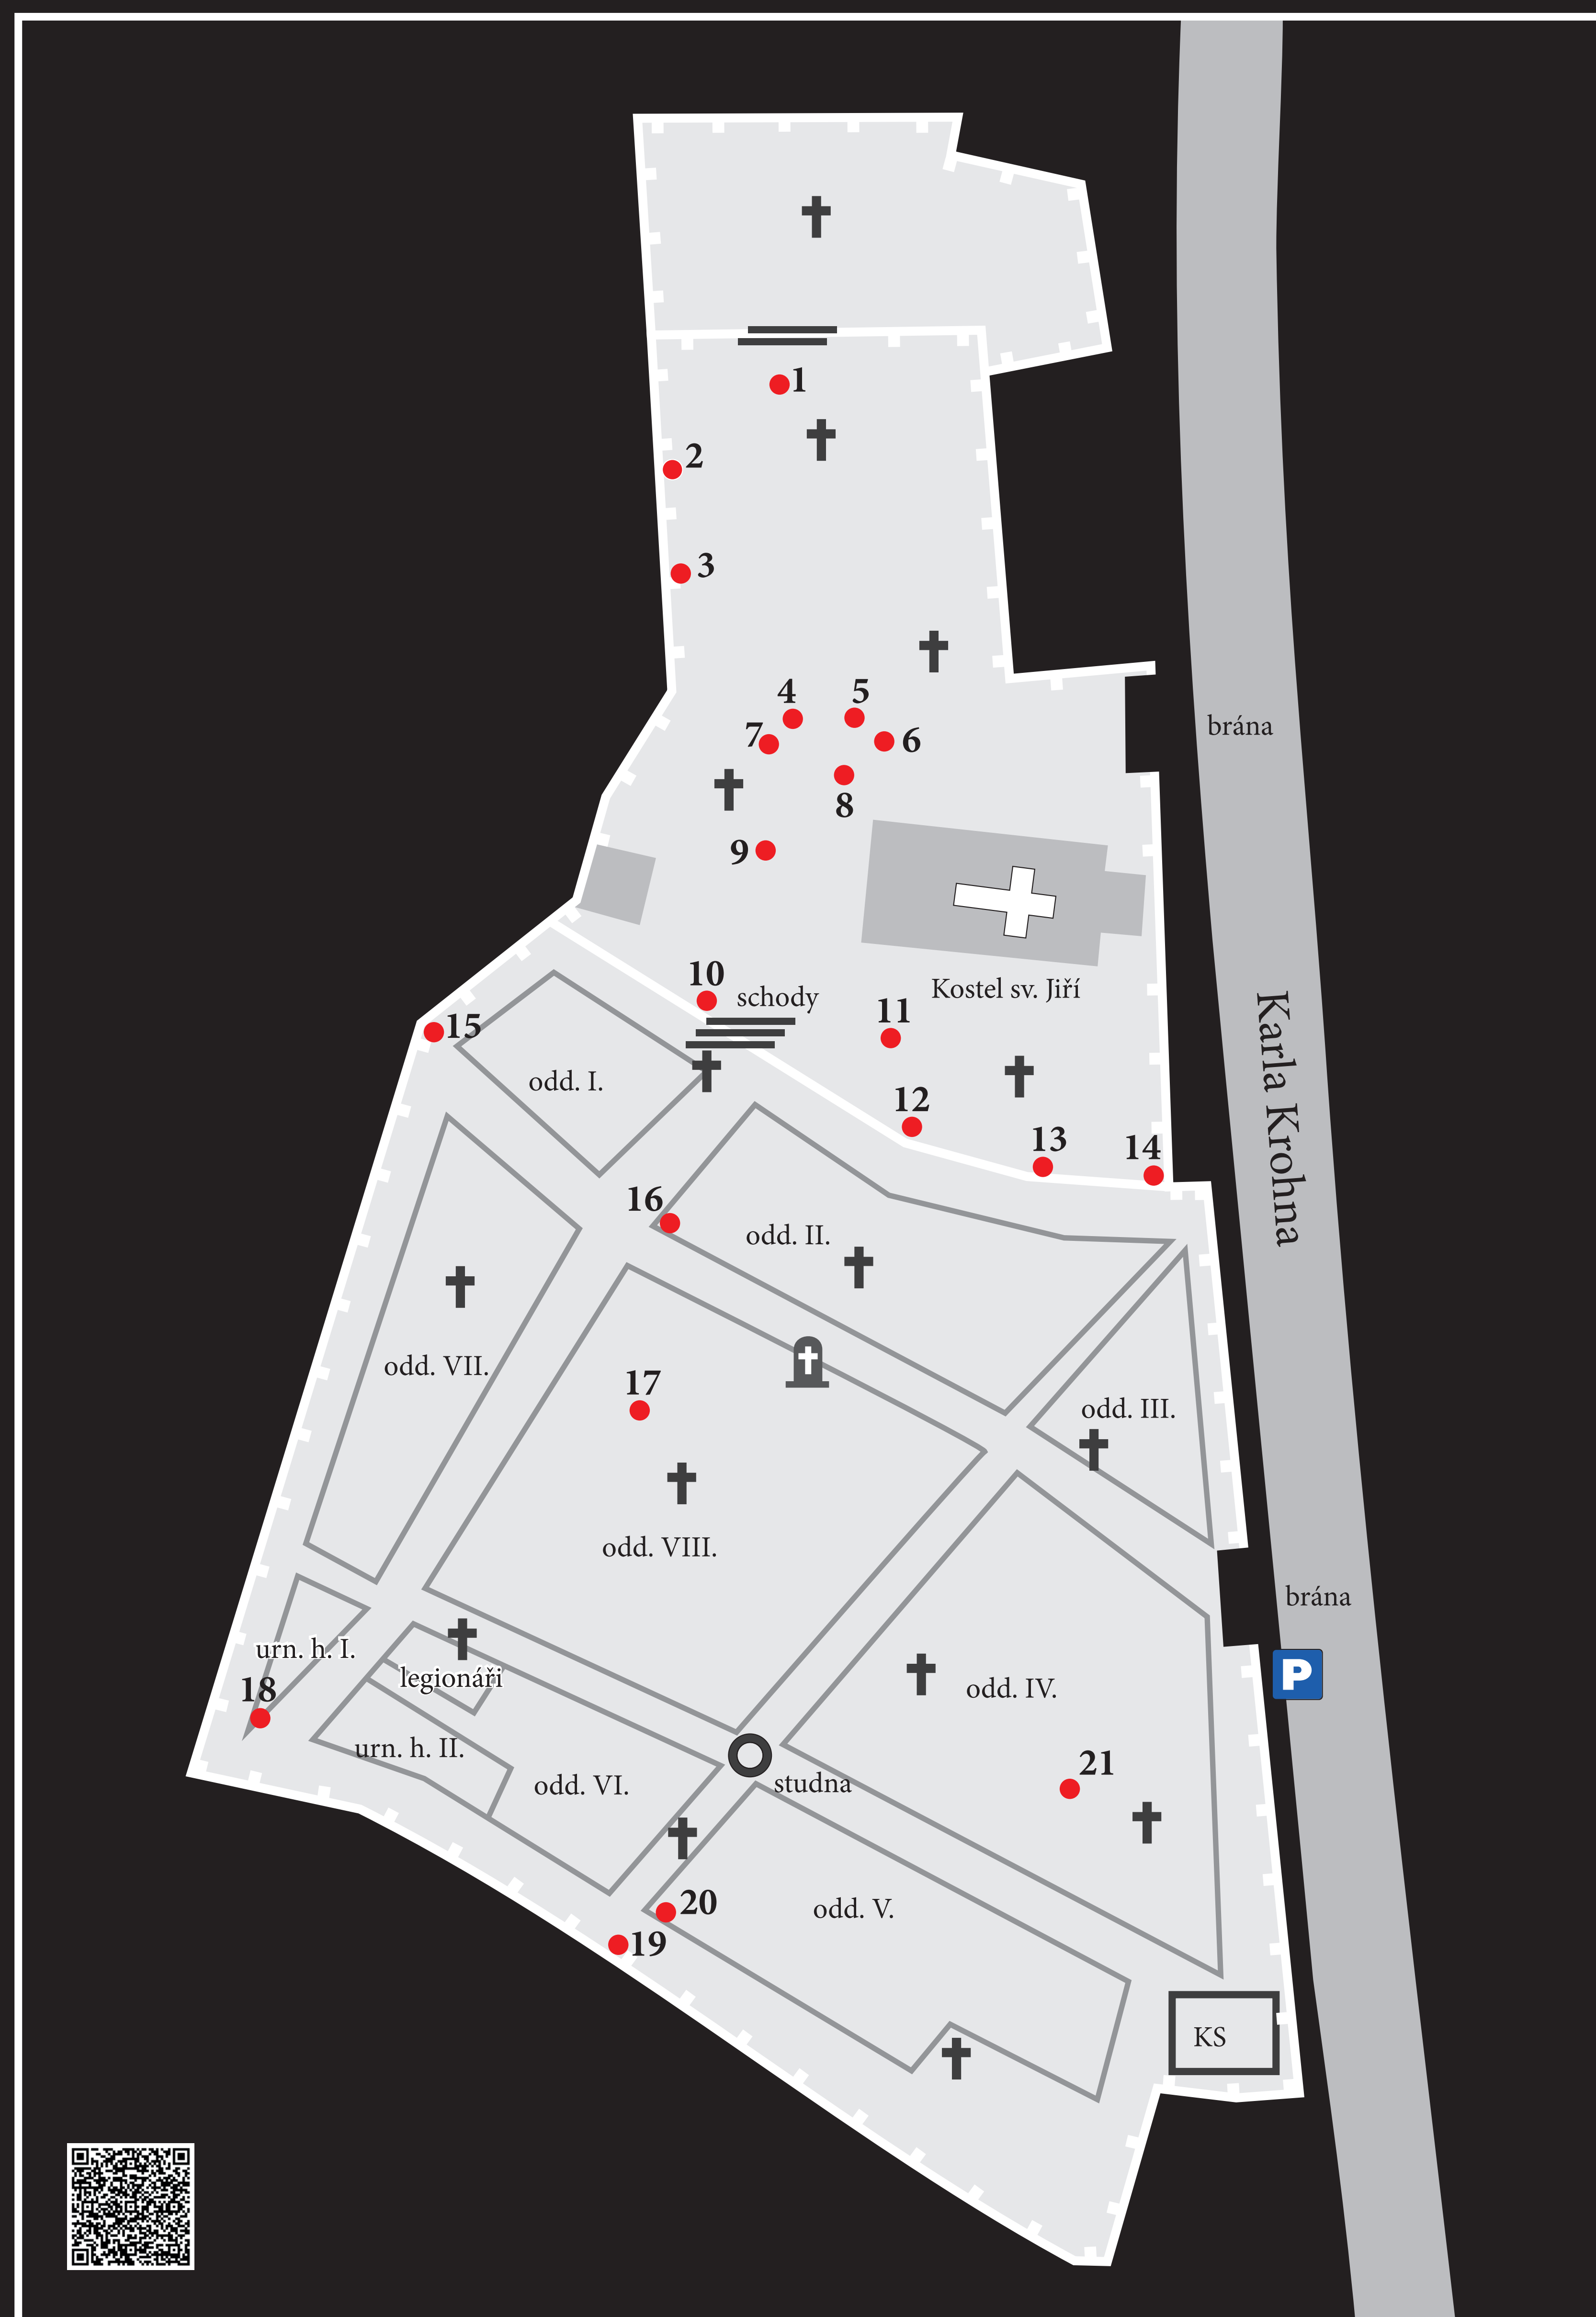 1
2
3
4
5
7
6
brána
8
9
10
schody
Kostel sv. Jiří
11
15
odd. I.
Karla Krohna
12
13
14
16
odd. II.
odd. VII.
17
odd. III.
odd. VIII.
brána
urn. h. I.
legionáři
P
18
odd. IV.
urn. h. II.
odd. VI.
studna
21
20
odd. V.
19
KS